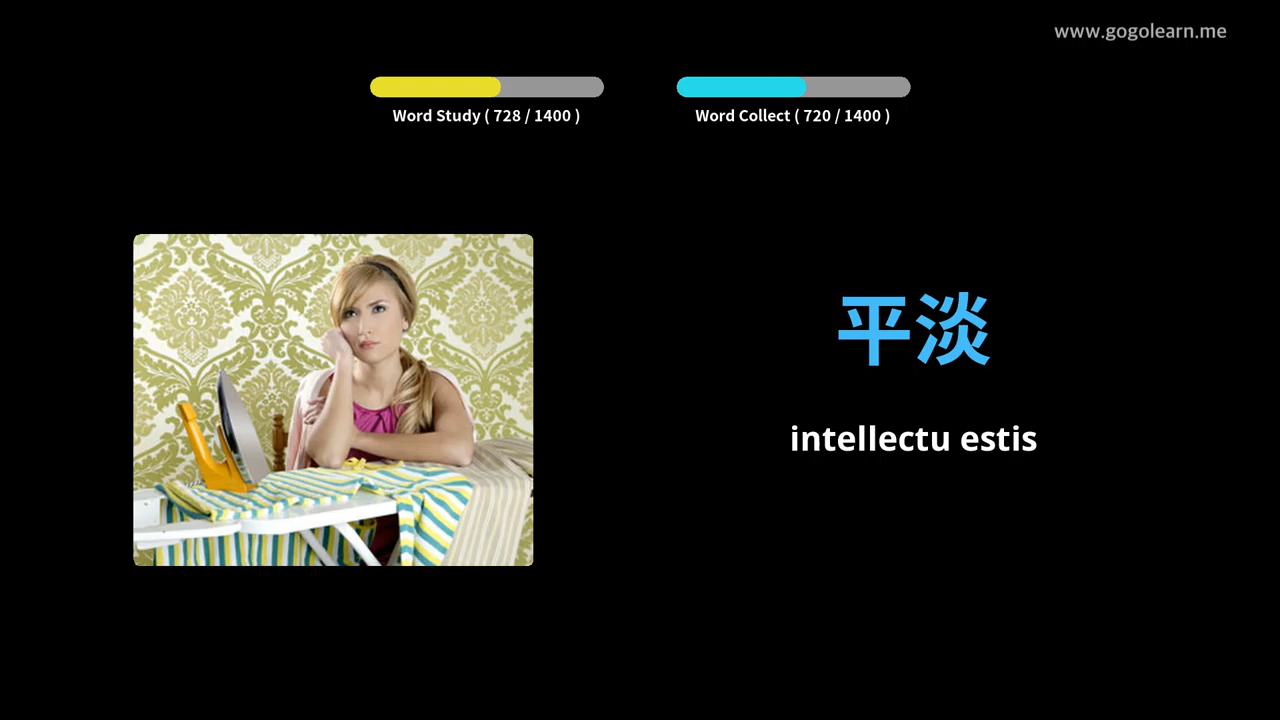 www.gogolearn.me
Word Study ( 728 / 1400 )
Word Collect ( 720 / 1400 )
平淡
intellectu estis